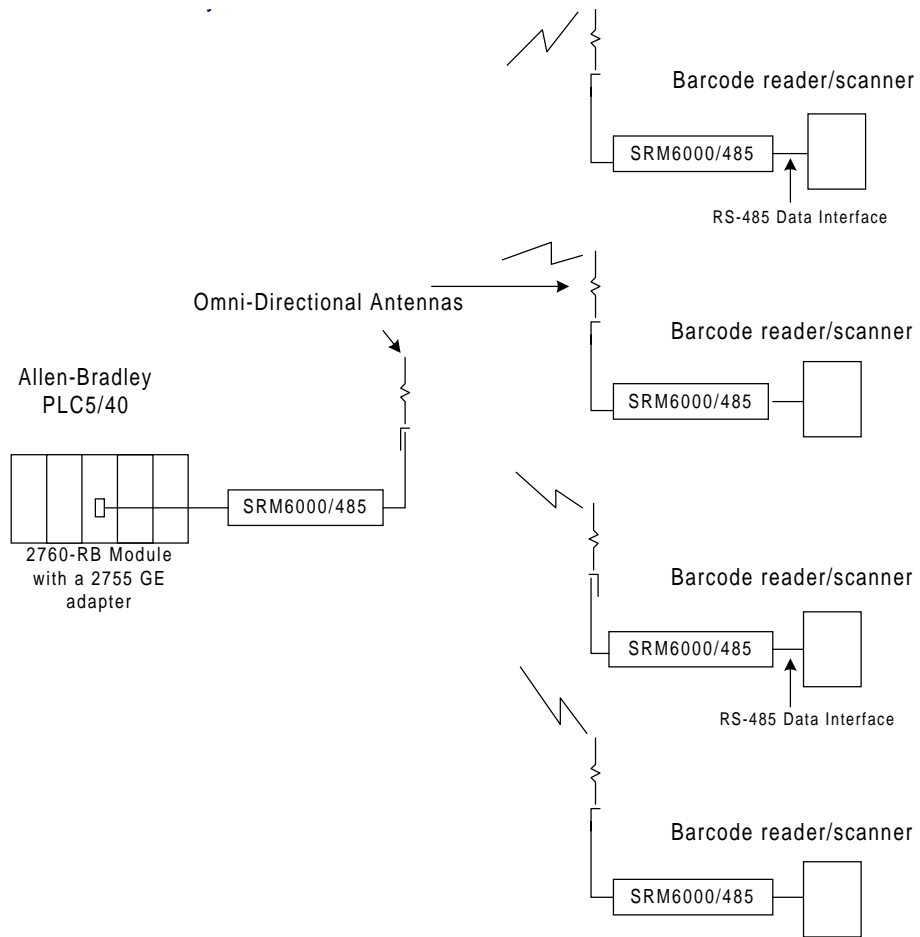 Barcode reader/scanner
SRM6000/485
RS-485 Data Interface
Omni-Directional Antennas
Barcode reader/scanner
SRM6000/485
Allen-Bradley
PLC5/40
SRM6000/485
2760-RB Module
with a 2755 GE
adapter
Barcode reader/scanner
SRM6000/485
RS-485 Data Interface
Barcode reader/scanner
SRM6000/485